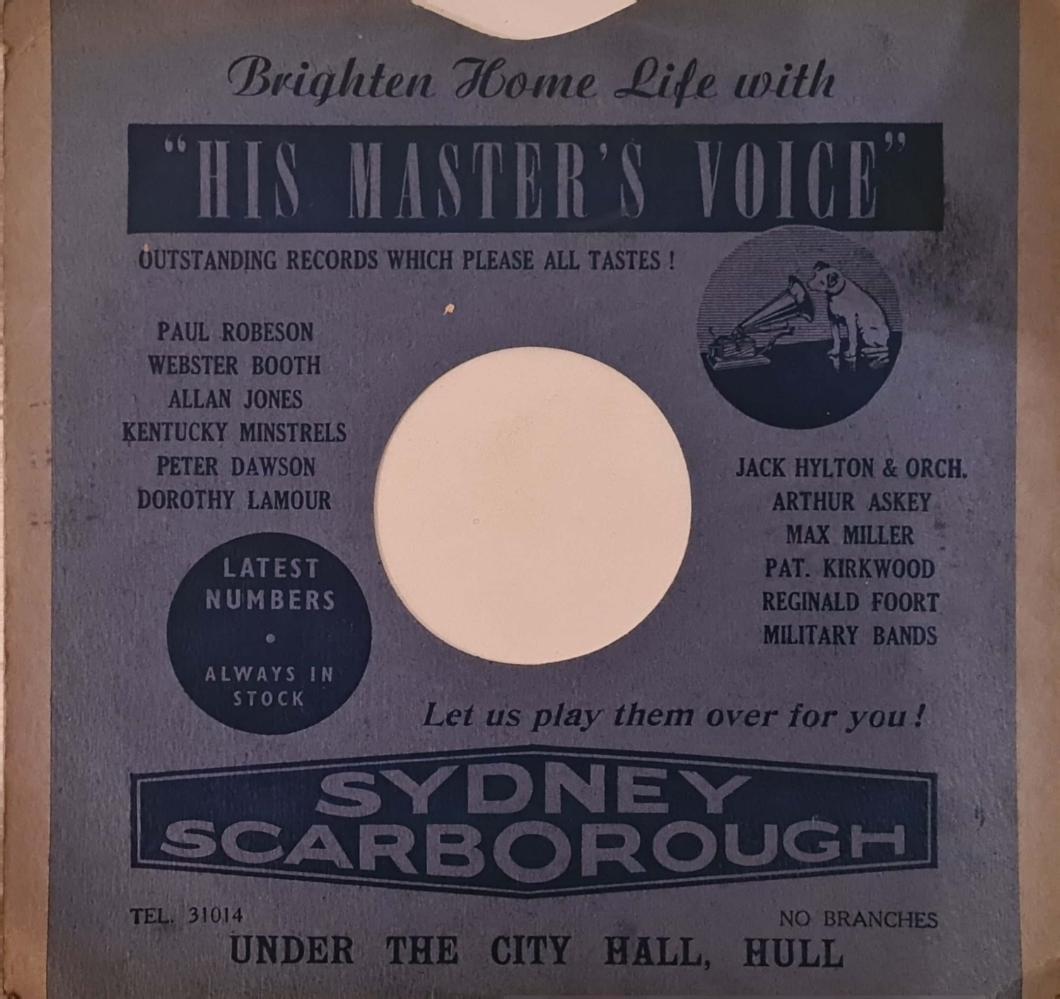 Brighten Home Life with
“HIS MASTER'S VOICE”
OUTSTANDING RECORDS WHICH PLEASE ALL TASTES !
PAUL ROBESON
WEBSTER BOOTH
ALLAN JONES
KENTUCKY MINSTRELS
PETER DAWSON
DOROTHY LAMOUR
JACK HYLTON & ORCH.
ARTHUR ASKEY
MAX MILLER
PAT. KIRKWOOD
REGINALD FOORT
MILITARY BANDS
LATEST
NUMBERS
ALWAYS IN
STOCK
Let us play them over for you!
SYDNEY
SCARBOROUGH
TEL. 31014
NO BRANCHES
UNDER THE CITY HALL, HULL